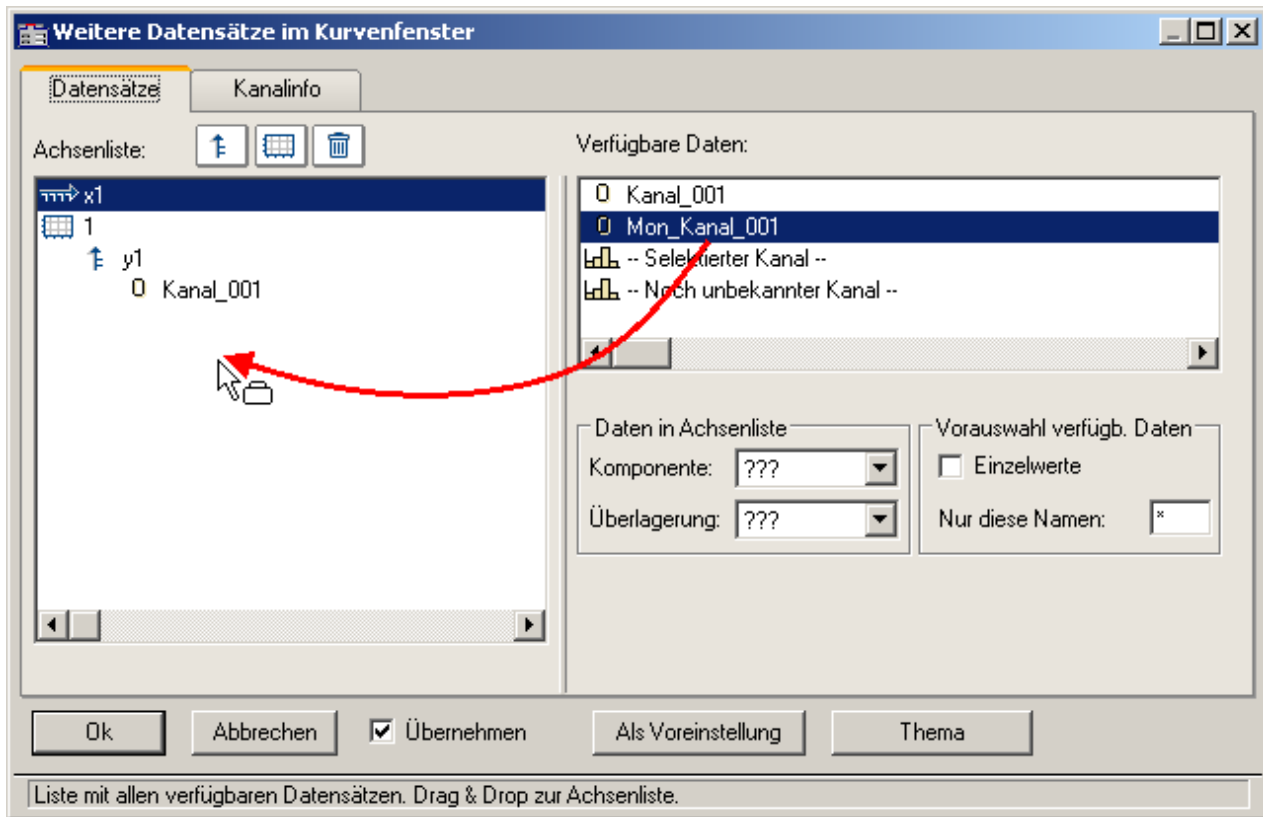 Weitere Datensätze im Kurvenfenster
Datensätze Kanalinfo
Achsenliste:
x1
1
y1
Kanal_001
Verfügbare Daten:
Kanal_001
Mon_Kanal_001
-- Selektierter Kanal --
-- Noch unbekannter Kanal --
Daten in Achsenliste
Komponente: ???
Überlagerung: ???
Vorauswahl verfügb. Daten
Einzelwerte
Nur diese Namen: *
Ok Abbrechen Übernehmen Als Voreinstellung Thema
Liste mit allen verfügbaren Datensätzen. Drag & Drop zur Achsenliste.